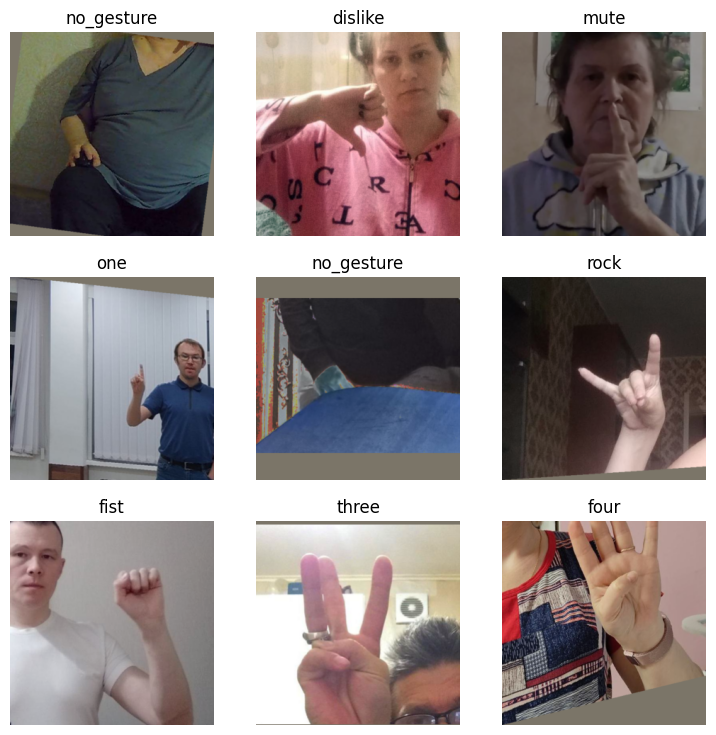 no_gesture
dislike
mute
S C R
E T
one
no_gesture
rock
fist
three
four